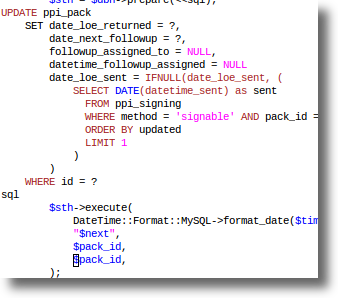 $sth = $dbh->prepare(<<sql);
UPDATE ppi_pack
SET date_loe_returned = ?,
date_next_followup = ?,
followup_assigned_to = NULL,
datetime_followup_assigned = NULL
date_loe_sent = IFNULL(date_loe_sent, (
SELECT DATE(datetime_sent) as sent
FROM ppi_signing
WHERE method = 'signable' AND pack_id =
ORDER BY updated
LIMIT 1
)
)
WHERE id = ?
sql
$sth->execute(
DateTime::Format::MySQL->format_date($tim
"$next",
$pack_id,
$pack_id,
);